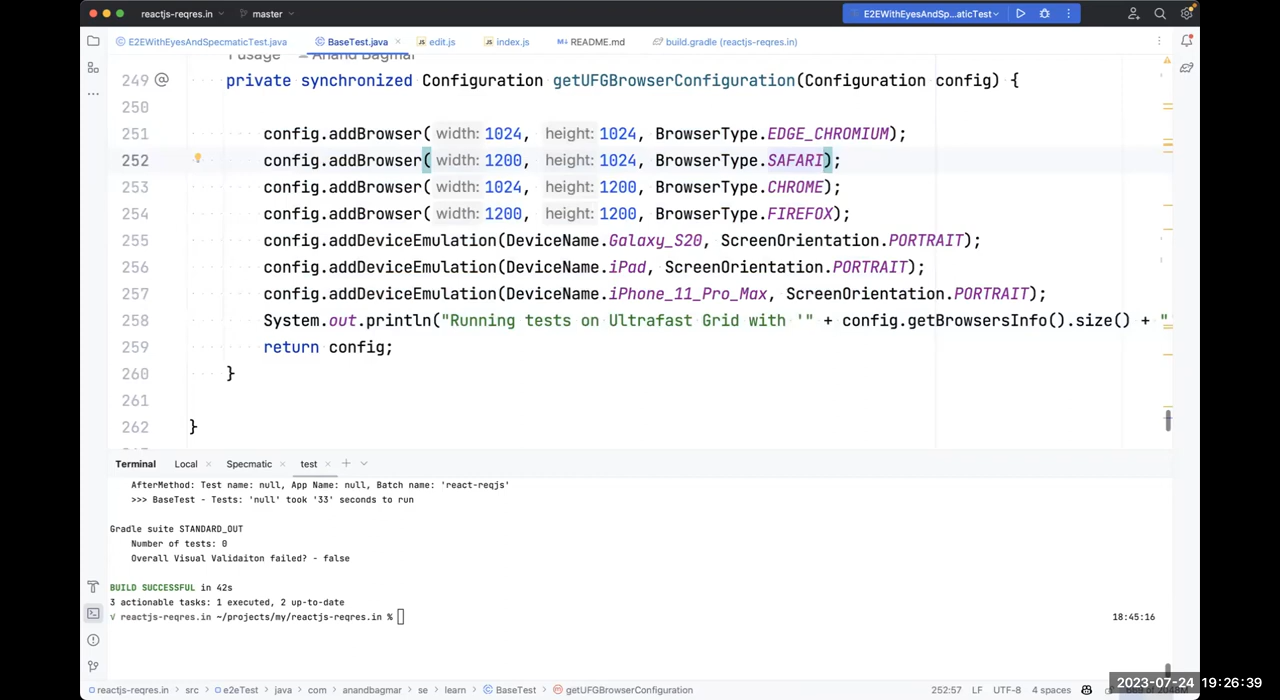 reactjs-reqres.in master E2EWithEyesAndSp...aticTest
E2EWithEyesAndSpecmaticTest.java BaseTest.java edit.js index.js README.md build.gradle (reactjs-reqres.in)
1 usage Anand Bagmar
249 private synchronized Configuration getUFGBrowserConfiguration(Configuration config) {
250
251 config.addBrowser( width: 1024, height: 1024, BrowserType.EDGE_CHROMIUM);
252 config.addBrowser( width: 1200, height: 1024, BrowserType.SAFARI);
253 config.addBrowser( width: 1024, height: 1200, BrowserType.CHROME);
254 config.addBrowser( width: 1200, height: 1200, BrowserType.FIREFOX);
255 config.addDeviceEmulation(DeviceName.Galaxy_S20, ScreenOrientation.PORTRAIT);
256 config.addDeviceEmulation(DeviceName.iPad, ScreenOrientation.PORTRAIT);
257 config.addDeviceEmulation(DeviceName.iPhone_11_Pro_Max, ScreenOrientation.PORTRAIT);
258 System.out.println("Running tests on Ultrafast Grid with '" + config.getBrowsersInfo().size() + "
259 return config;
260 }
261
262 }
Terminal Local Specmatic test
AfterMethod: Test name: null, App Name: null, Batch name: 'react-reqjs'
>>> BaseTest - Tests: 'null' took '33' seconds to run
Gradle suite STANDARD_OUT
Number of tests: 0
Overall Visual Validaiton failed? - false
BUILD SUCCESSFUL in 42s
3 actionable tasks: 1 executed, 2 up-to-date
√ reactjs-reqres.in ~/projects/my/reactjs-reqres.in % 18:45:16
reactjs-reqres.in > src > e2eTest > java > com > anandbagmar > se > learn > BaseTest > getUFGBrowserConfiguration 252:57 LF UTF-8 4 spaces
2023-07-24 19:26:39